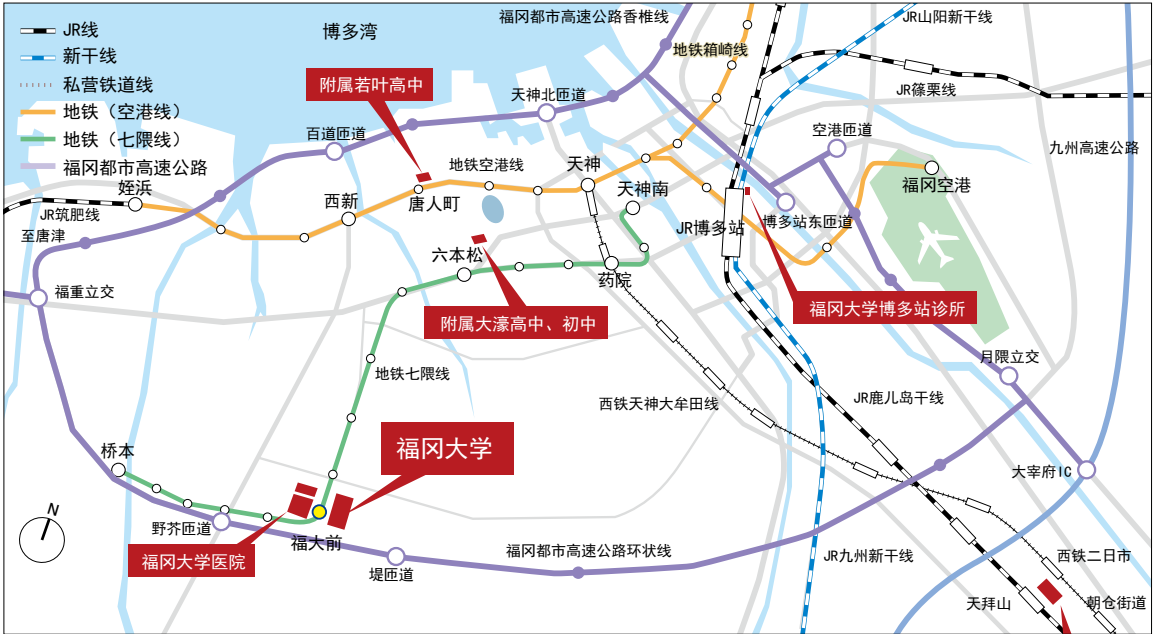 JR线
新干线
私营铁道线
地铁（空港线）
地铁（七隈线）
福冈都市高速公路
博多湾
福冈都市高速公路香椎线
JR山阳新干线
地铁箱崎线
附属若叶高中
天神北匝道
JR篠栗线
百道匝道
空港匝道
九州高速公路
地铁空港线
天神
姪浜
唐人町
天神南
福冈空港
JR筑肥线
西新
JR博多站
博多站东匝道
至唐津
六本松
药院
福重立交
附属大濠高中、初中
福冈大学博多站诊所
月隈立交
地铁七隈线
西铁天神大牟田线
JR鹿儿岛干线
福冈大学
桥本
大宰府IC
N
野芥匝道
福大前
福冈大学医院
堤匝道
福冈都市高速公路环状线
JR九州新干线
西铁二日市
天拜山
朝仓街道